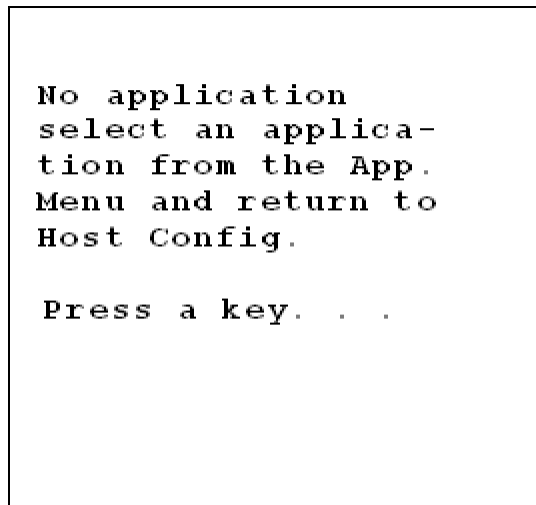 No application
select an applica-
tion from the App.
Menu and return to
Host Config.
Press a key. . .